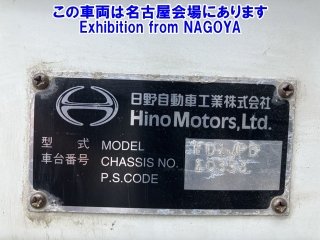 この車両は名古屋会場にあります
Exhibition from NAGOYA
日野自動車工業株式会社
Hino Motors, Ltd.
型式 MODEL
車台番号 CHASSIS NO.
P.S.CODE